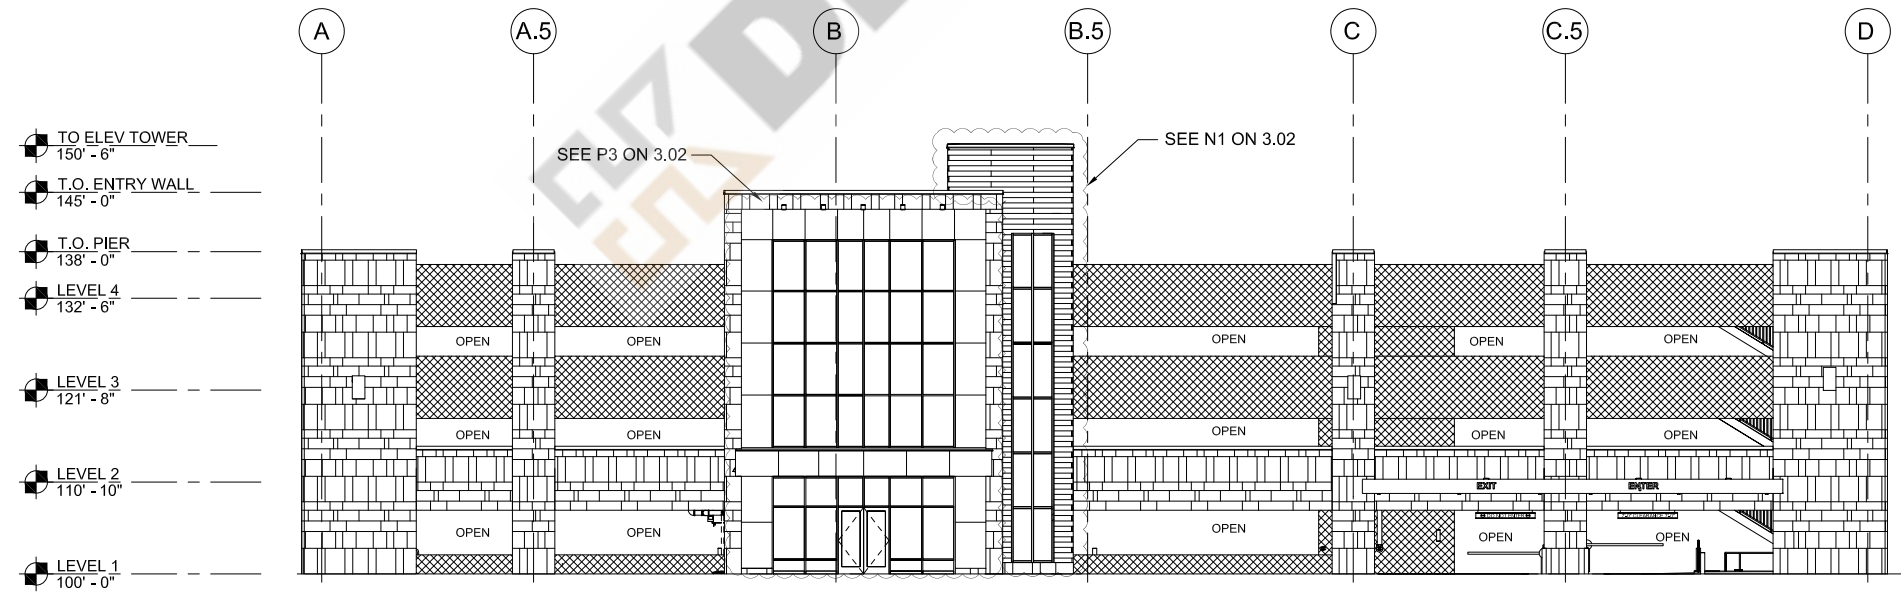 A
A.5
B
B.5
C
C.5
D
TO ELEV TOWER
150' - 6"
SEE P3 ON 3.02
SEE N1 ON 3.02
T.O. ENTRY WALL
145' - 0"
T.O. PIER
138' - 0"
LEVEL 4
132' - 6"
OPEN
OPEN
OPEN
OPEN
OPEN
LEVEL 3
121' - 8"
OPEN
OPEN
OPEN
OPEN
OPEN
LEVEL 2
110' - 10"
EXIT
ENTER
OPEN
OPEN
OPEN
OPEN
OPEN
LEVEL 1
100' - 0"